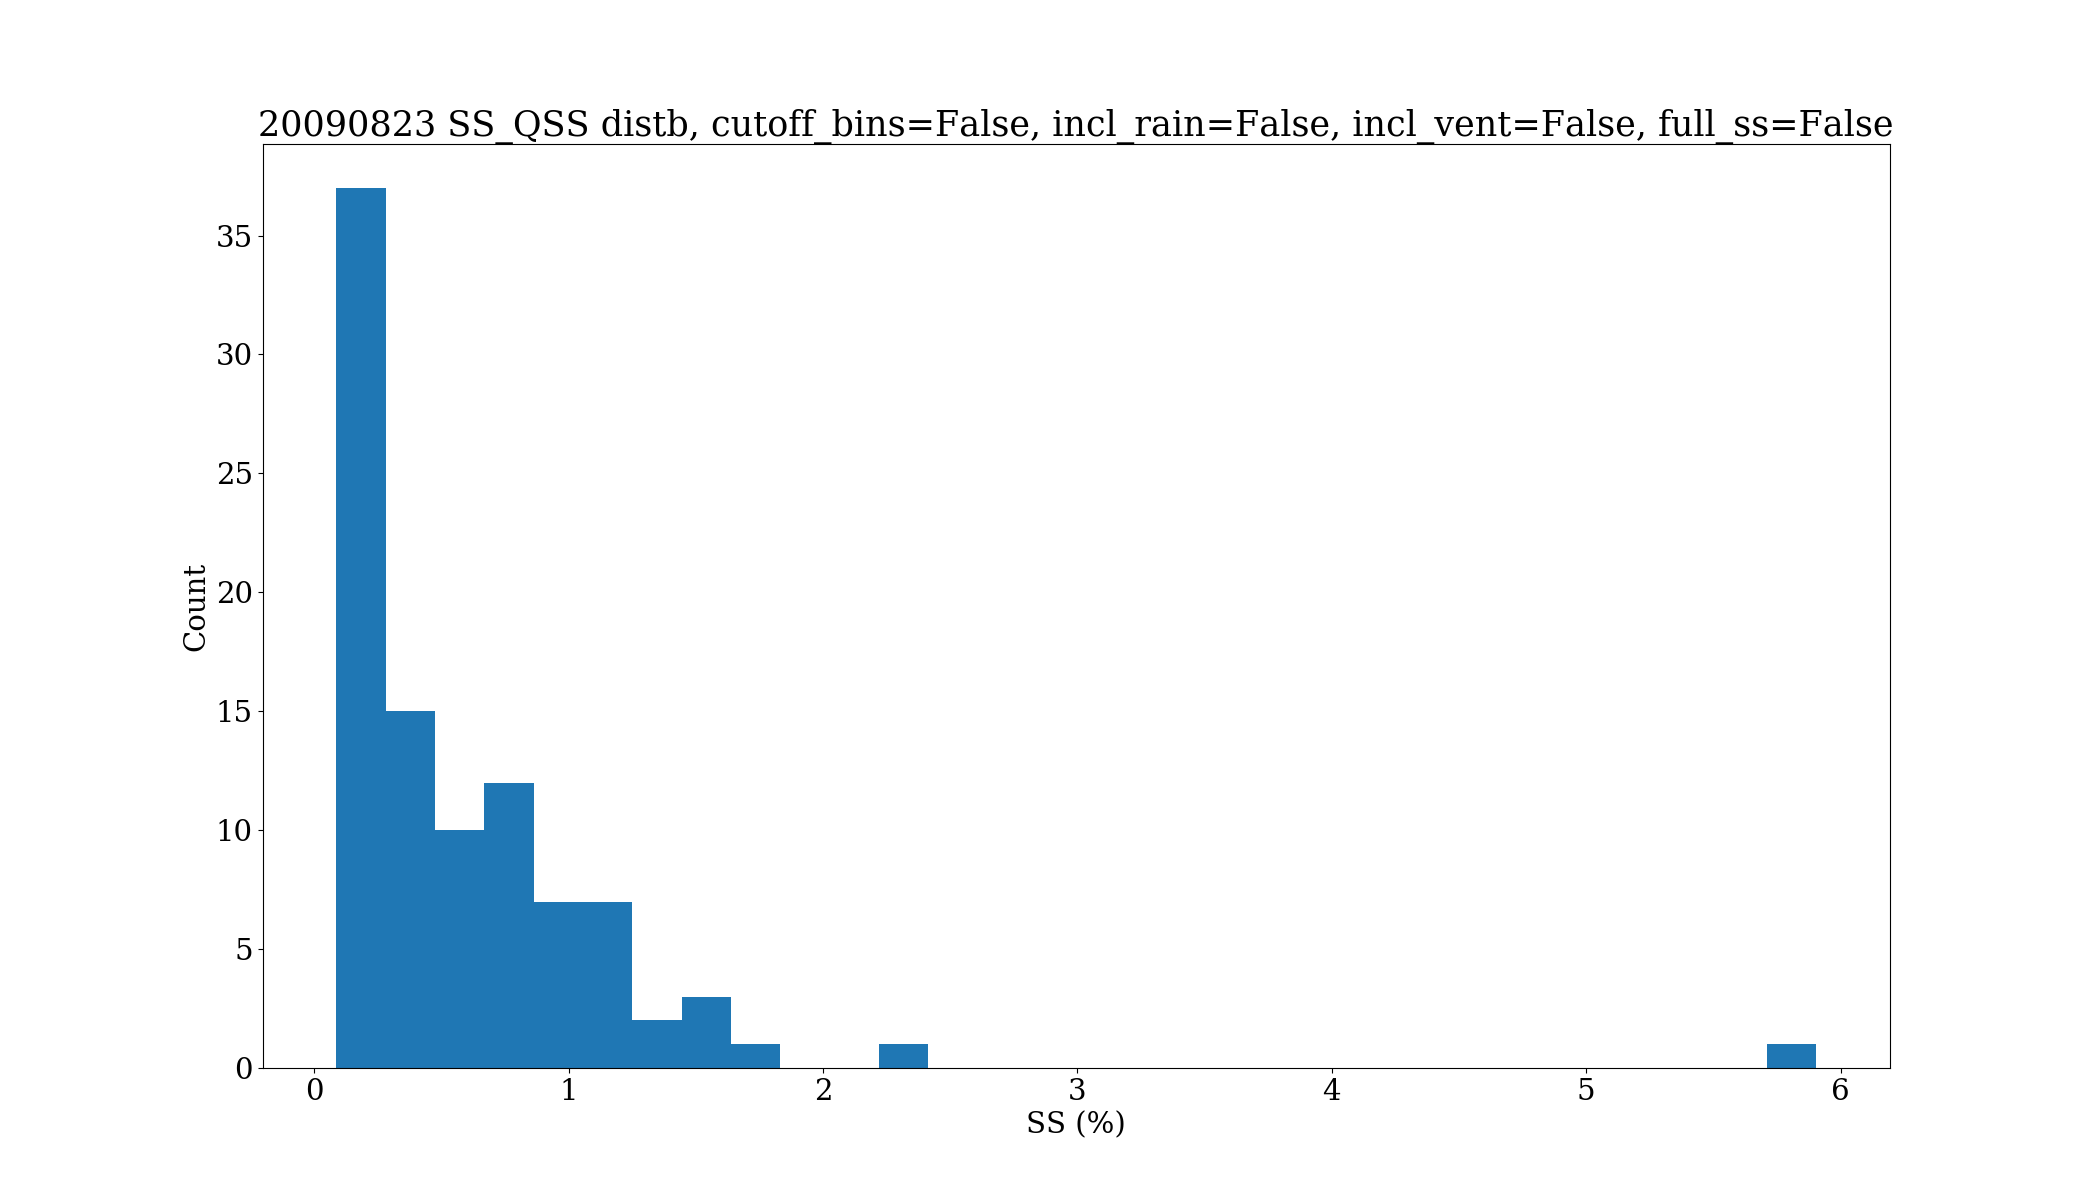 20090823 SS_QSS distb, cutoff_bins=False, incl_rain=False, incl_vent=False, full_ss=False
Count
35
30
25
20
15
10
5
0
0 1 2 3 4 5 6
SS (%)